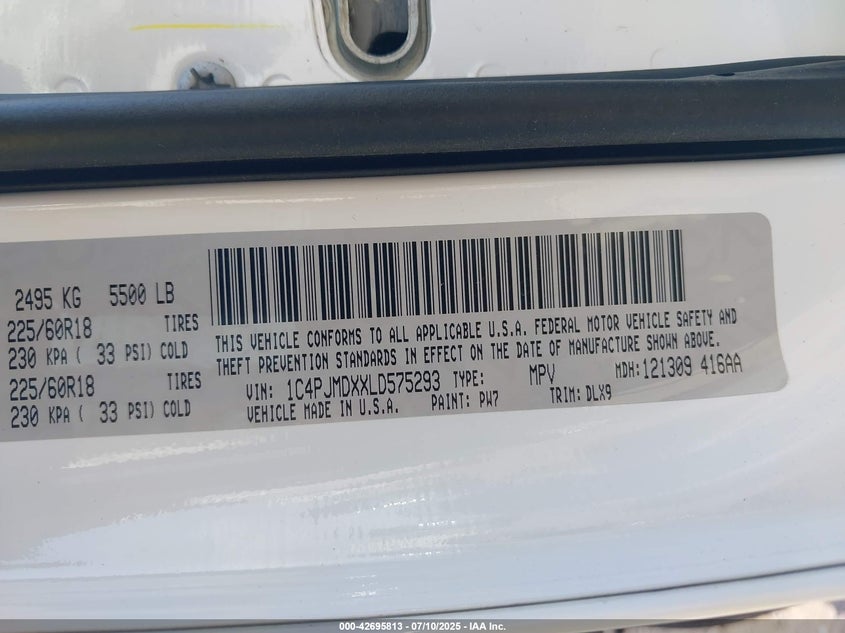 2495 KG 5500 LB
225/60R18 TIRES
230 KPA ( 33 PSI) COLD
225/60R18 TIRES
230 KPA ( 33 PSI) COLD
THIS VEHICLE CONFORMS TO ALL APPLICABLE U.S.A. FEDERAL MOTOR VEHICLE SAFETY AND
THEFT PREVENTION STANDARDS IN EFFECT ON THE DATE OF MANUFACTURE SHOWN ABOVE.
VIN: 1C4PJMDXXLD575293 TYPE: MPV MDH:121309 416AA
VEHICLE MADE IN U.S.A. PAINT: PW7 TRIM: DLX9
000-42695813 - 07/10/2025 - IAA Inc.